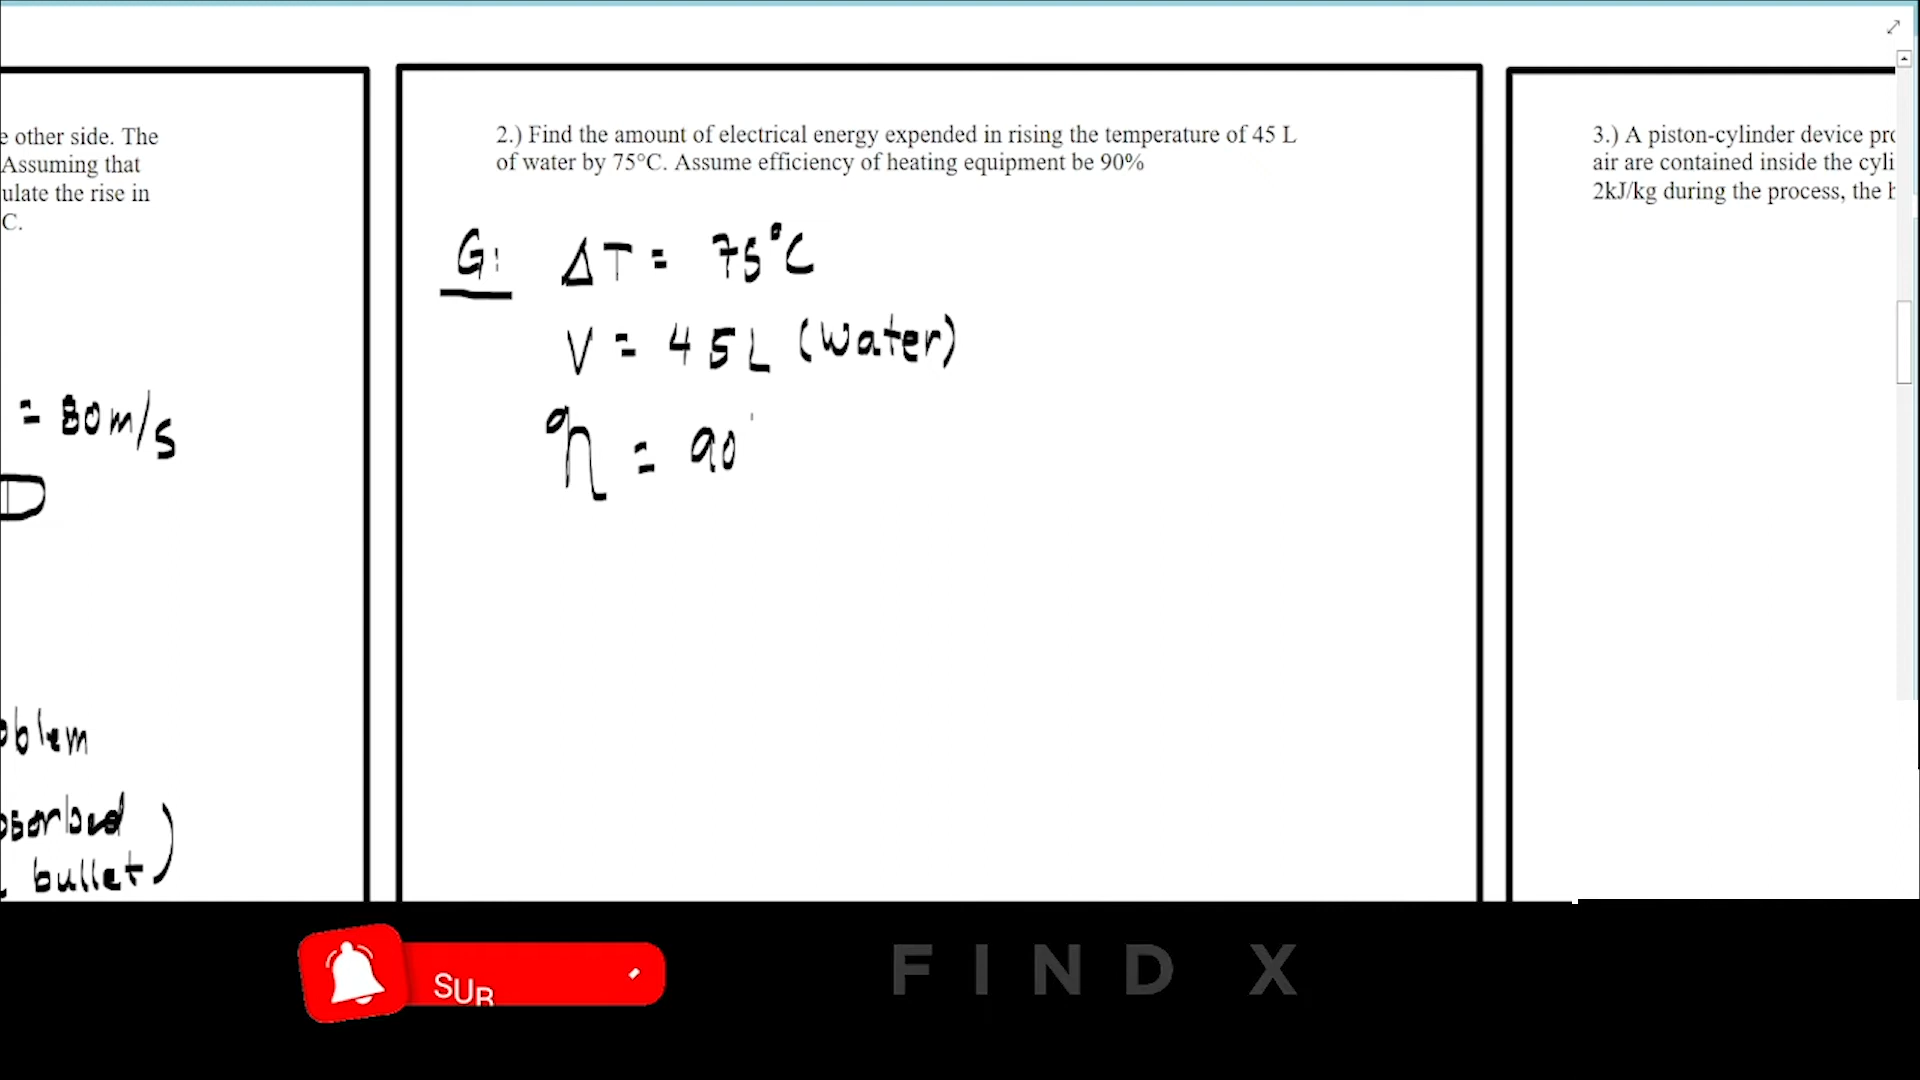 e other side. The
Assuming that
ulate the rise in
C.
= 80m/s
oblem
bsorbed
bullet)
2.) Find the amount of electrical energy expended in rising the temperature of 45 L
of water by 75°C. Assume efficiency of heating equipment be 90%
G: ΔT = 75°C
V = 45L (water)
η = 90
3.) A piston-cylinder device pro
air are contained inside the cyli
2kJ/kg during the process, the h
SUB
FIND X